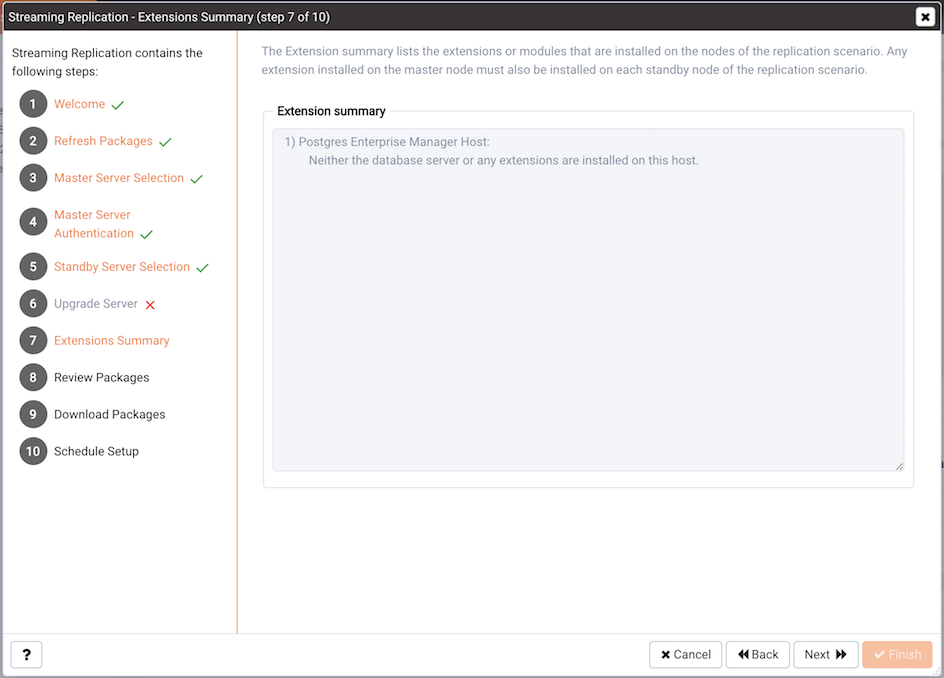 Streaming Replication - Extensions Summary (step 7 of 10)
Streaming Replication contains the
following steps:
1 Welcome
2 Refresh Packages
3 Master Server Selection
4 Master Server
Authentication
5 Standby Server Selection
6 Upgrade Server
7 Extensions Summary
8 Review Packages
9 Download Packages
10 Schedule Setup
The Extension summary lists the extensions or modules that are installed on the nodes of the replication scenario. Any
extension installed on the master node must also be installed on each standby node of the replication scenario.
Extension summary
1) Postgres Enterprise Manager Host:
Neither the database server or any extensions are installed on this host.
? Cancel Back Next Finish